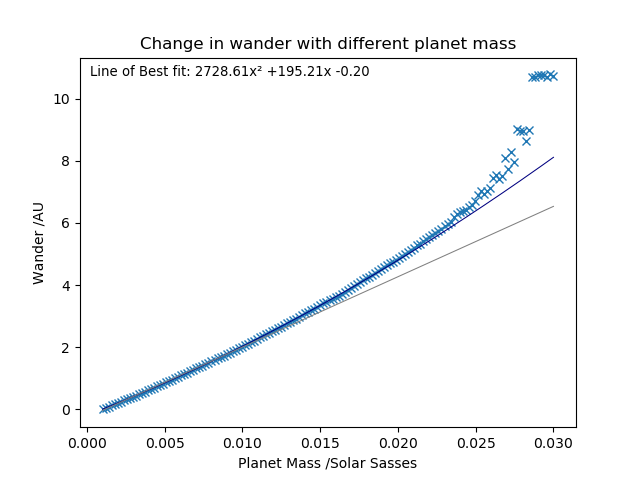 Change in wander with different planet mass
Line of Best fit: 2728.61x² +195.21x -0.20
Wander /AU
10
8
6
4
2
0
0.000 0.005 0.010 0.015 0.020 0.025 0.030
Planet Mass /Solar Sasses